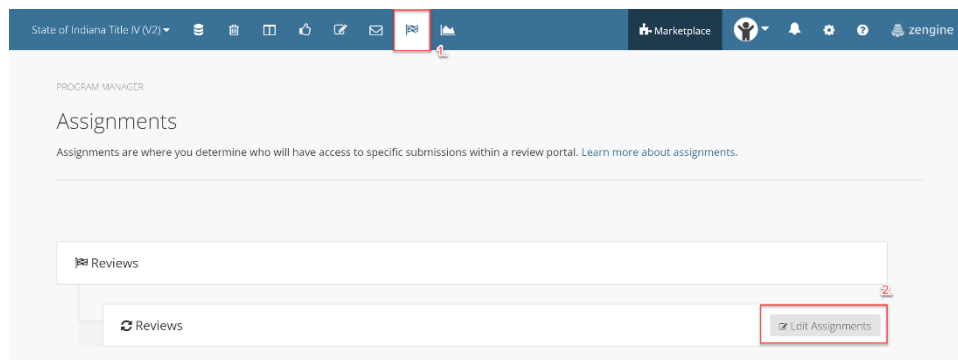 State of Indiana Title IV (V2)
Marketplace
zengine
1.
PROGRAM MANAGER
Assignments
Assignments are where you determine who will have access to specific submissions within a review portal. Learn more about assignments.
Reviews
2.
Reviews
Edit Assignments